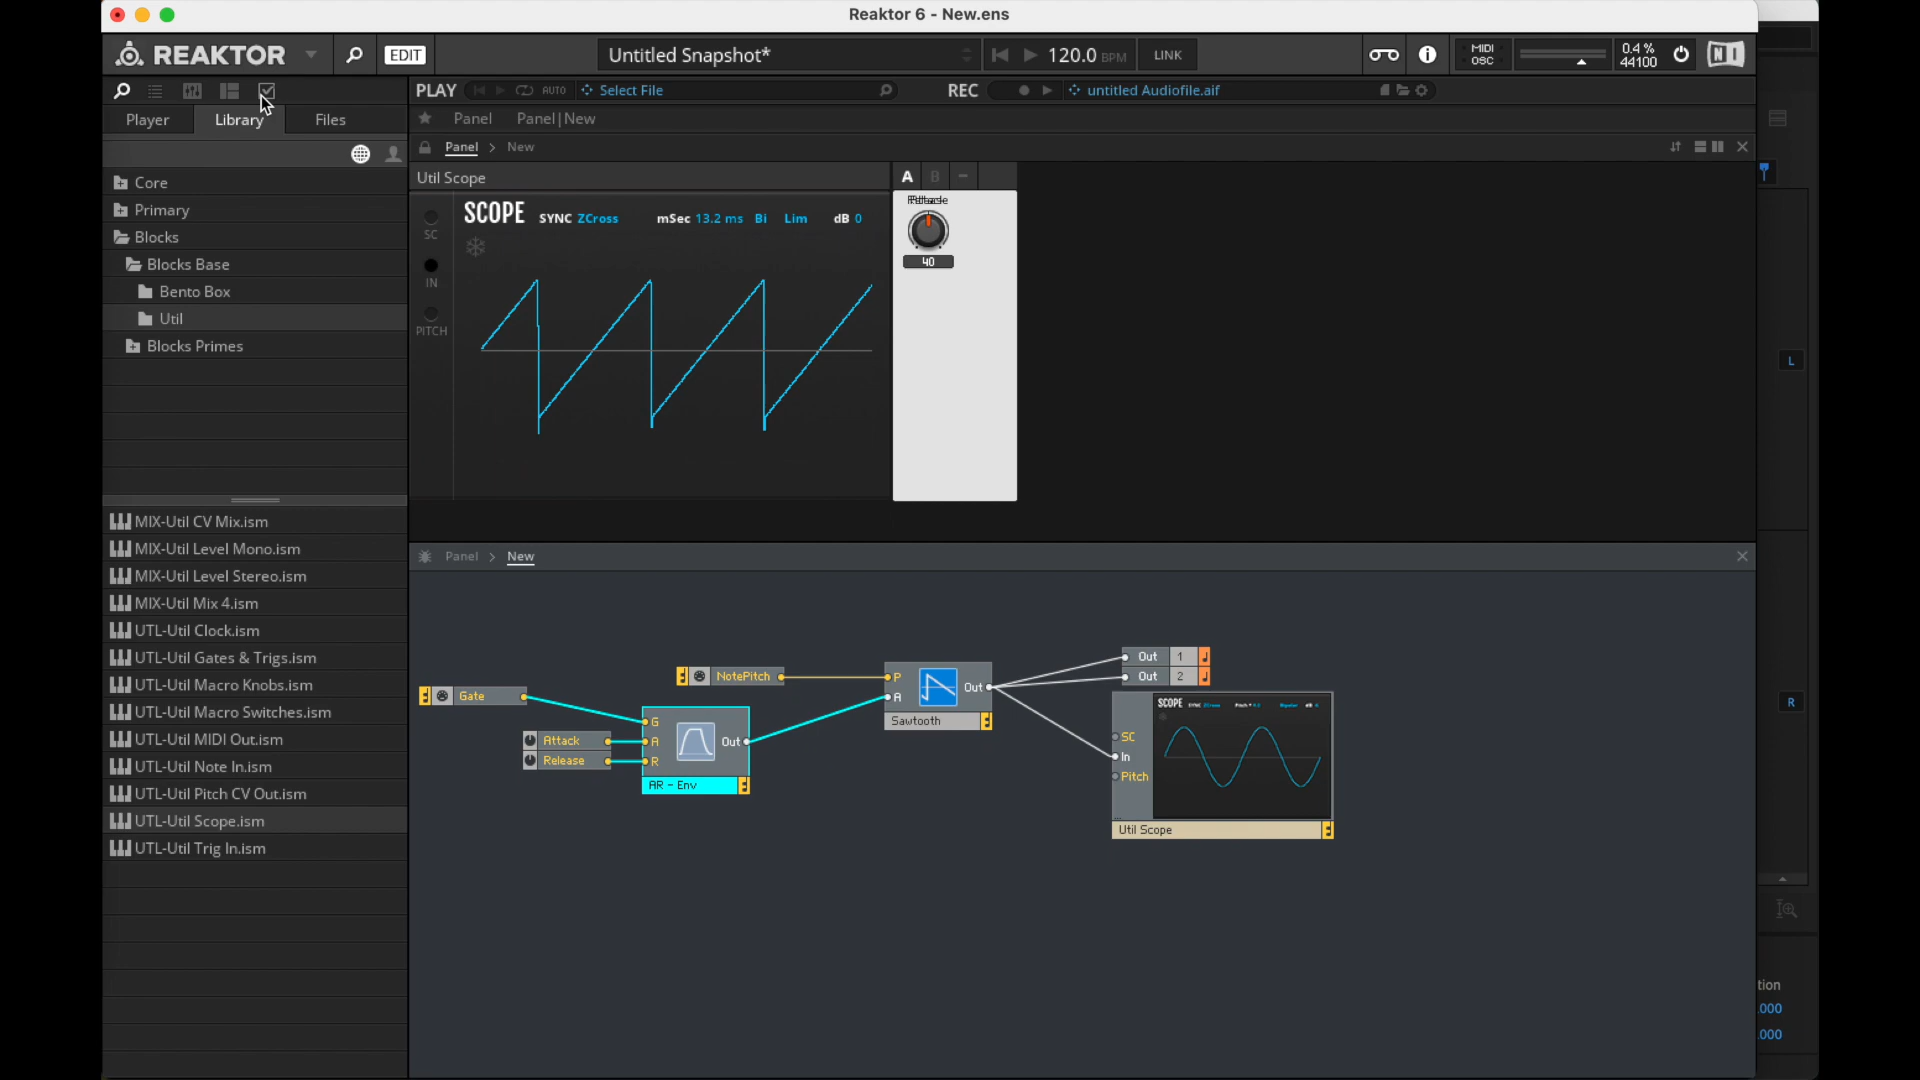 Reaktor 6 - New.ens
REAKTOR
EDIT
Untitled Snapshot*
120.0 BPM
LINK
MIDI
OSC
0.4 %
44100
NI
PLAY
AUTO
Select File
REC
untitled Audiofile.aif
Player
Library
Files
Panel
Panel|New
Panel > New
Core
Primary
Blocks
Blocks Base
Bento Box
Util
Blocks Primes
MIX-Util CV Mix.ism
MIX-Util Level Mono.ism
MIX-Util Level Stereo.ism
MIX-Util Mix 4.ism
UTL-Util Clock.ism
UTL-Util Gates & Trigs.ism
UTL-Util Macro Knobs.ism
UTL-Util Macro Switches.ism
UTL-Util MIDI Out.ism
UTL-Util Note In.ism
UTL-Util Pitch CV Out.ism
UTL-Util Scope.ism
UTL-Util Trig In.ism
Util Scope
SCOPE
SYNC ZCross
mSec 13.2 ms
Bi
Lim
dB 0
SC
IN
PITCH
A
B
40
Panel > New
Gate
Attack
Release
G
A
R
Out
AR - Env
NotePitch
P
A
Out
Sawtooth
Out 1
Out 2
SC
In
Pitch
SCOPE
Util Scope
L
R
tion
.000
.000